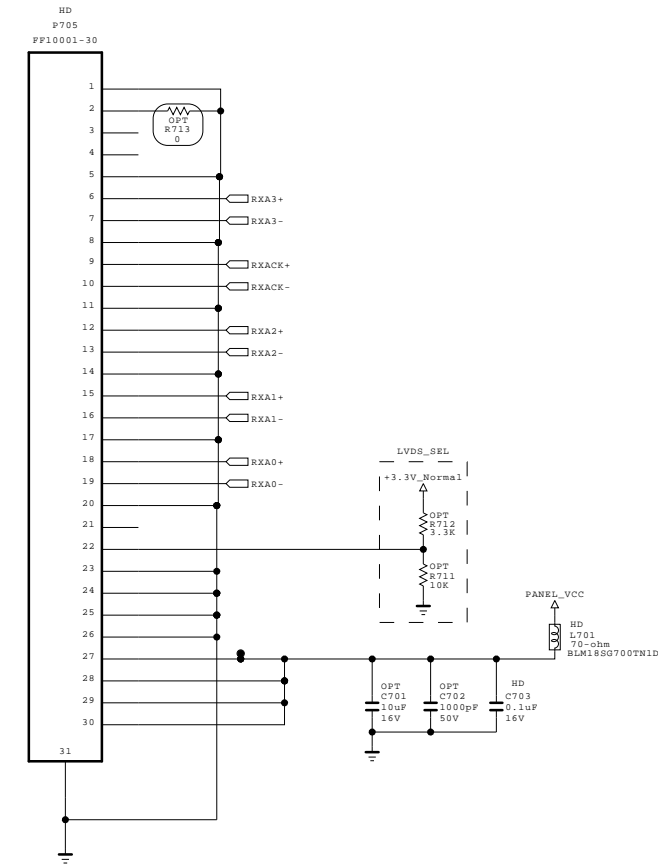 HD
P705
FF10001-30
1
2
OPT
R713
0
3
4
5
6
RXA3+
7
RXA3-
8
9
RXACK+
10
RXACK-
11
12
RXA2+
13
RXA2-
14
15
RXA1+
16
RXA1-
17
18
RXA0+
19
RXA0-
20
21
22
23
24
25
26
27
28
29
30
31
LVDS_SEL
+3.3V_Normal
OPT
R712
3.3K
OPT
R711
10K
PANEL_VCC
HD
L701
70-ohm
BLM18SG700TN1D
OPT
C701
10uF
16V
OPT
C702
1000pF
50V
HD
C703
0.1uF
16V